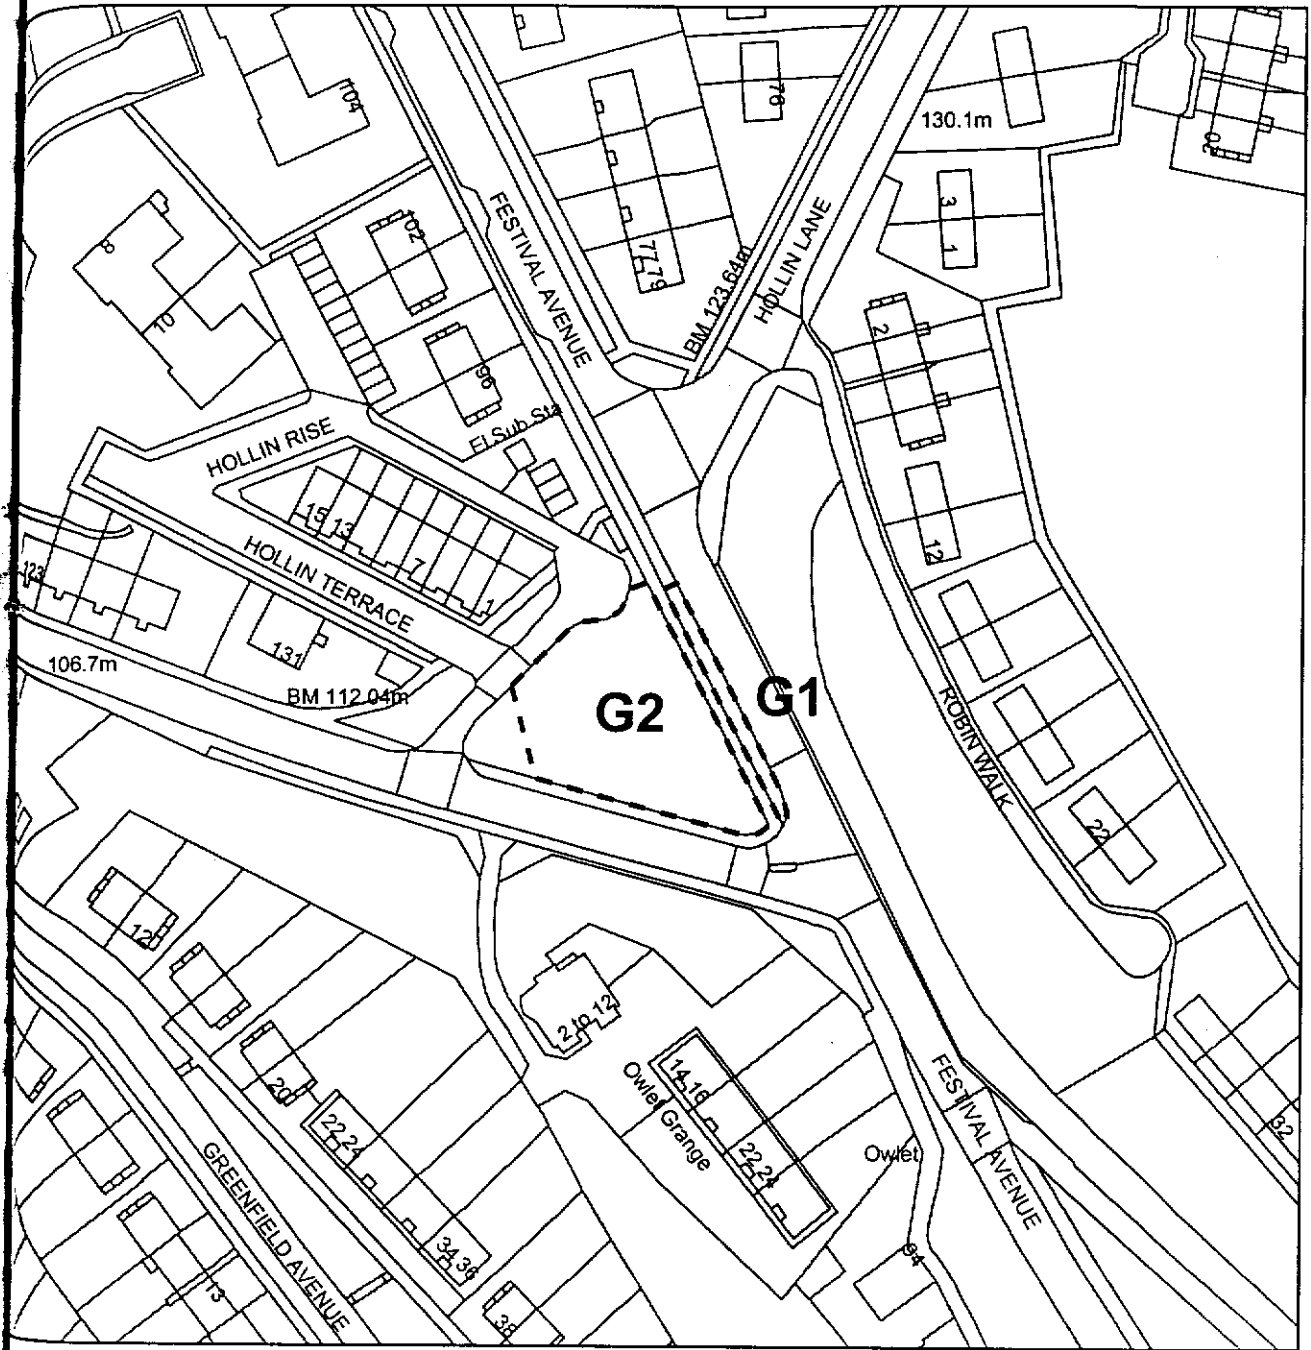 104
76
130.1m
20
3
1
FESTIVAL AVENUE
102
8
77,79
BM 123.64m
HOLLIN LANE
10
2
96
El Sub Sta
HOLLIN RISE
15 13
7
1
HOLLIN TERRACE
12
123
131
106.7m
BM 112.04m
G2
G1
ROBIN WALK
22
12
2 to 12
20
14,16
Owlet Grange
22,24
22,24
Owlet
FESTIVAL AVENUE
32
GREENFIELD AVENUE
34,36
94
13
38